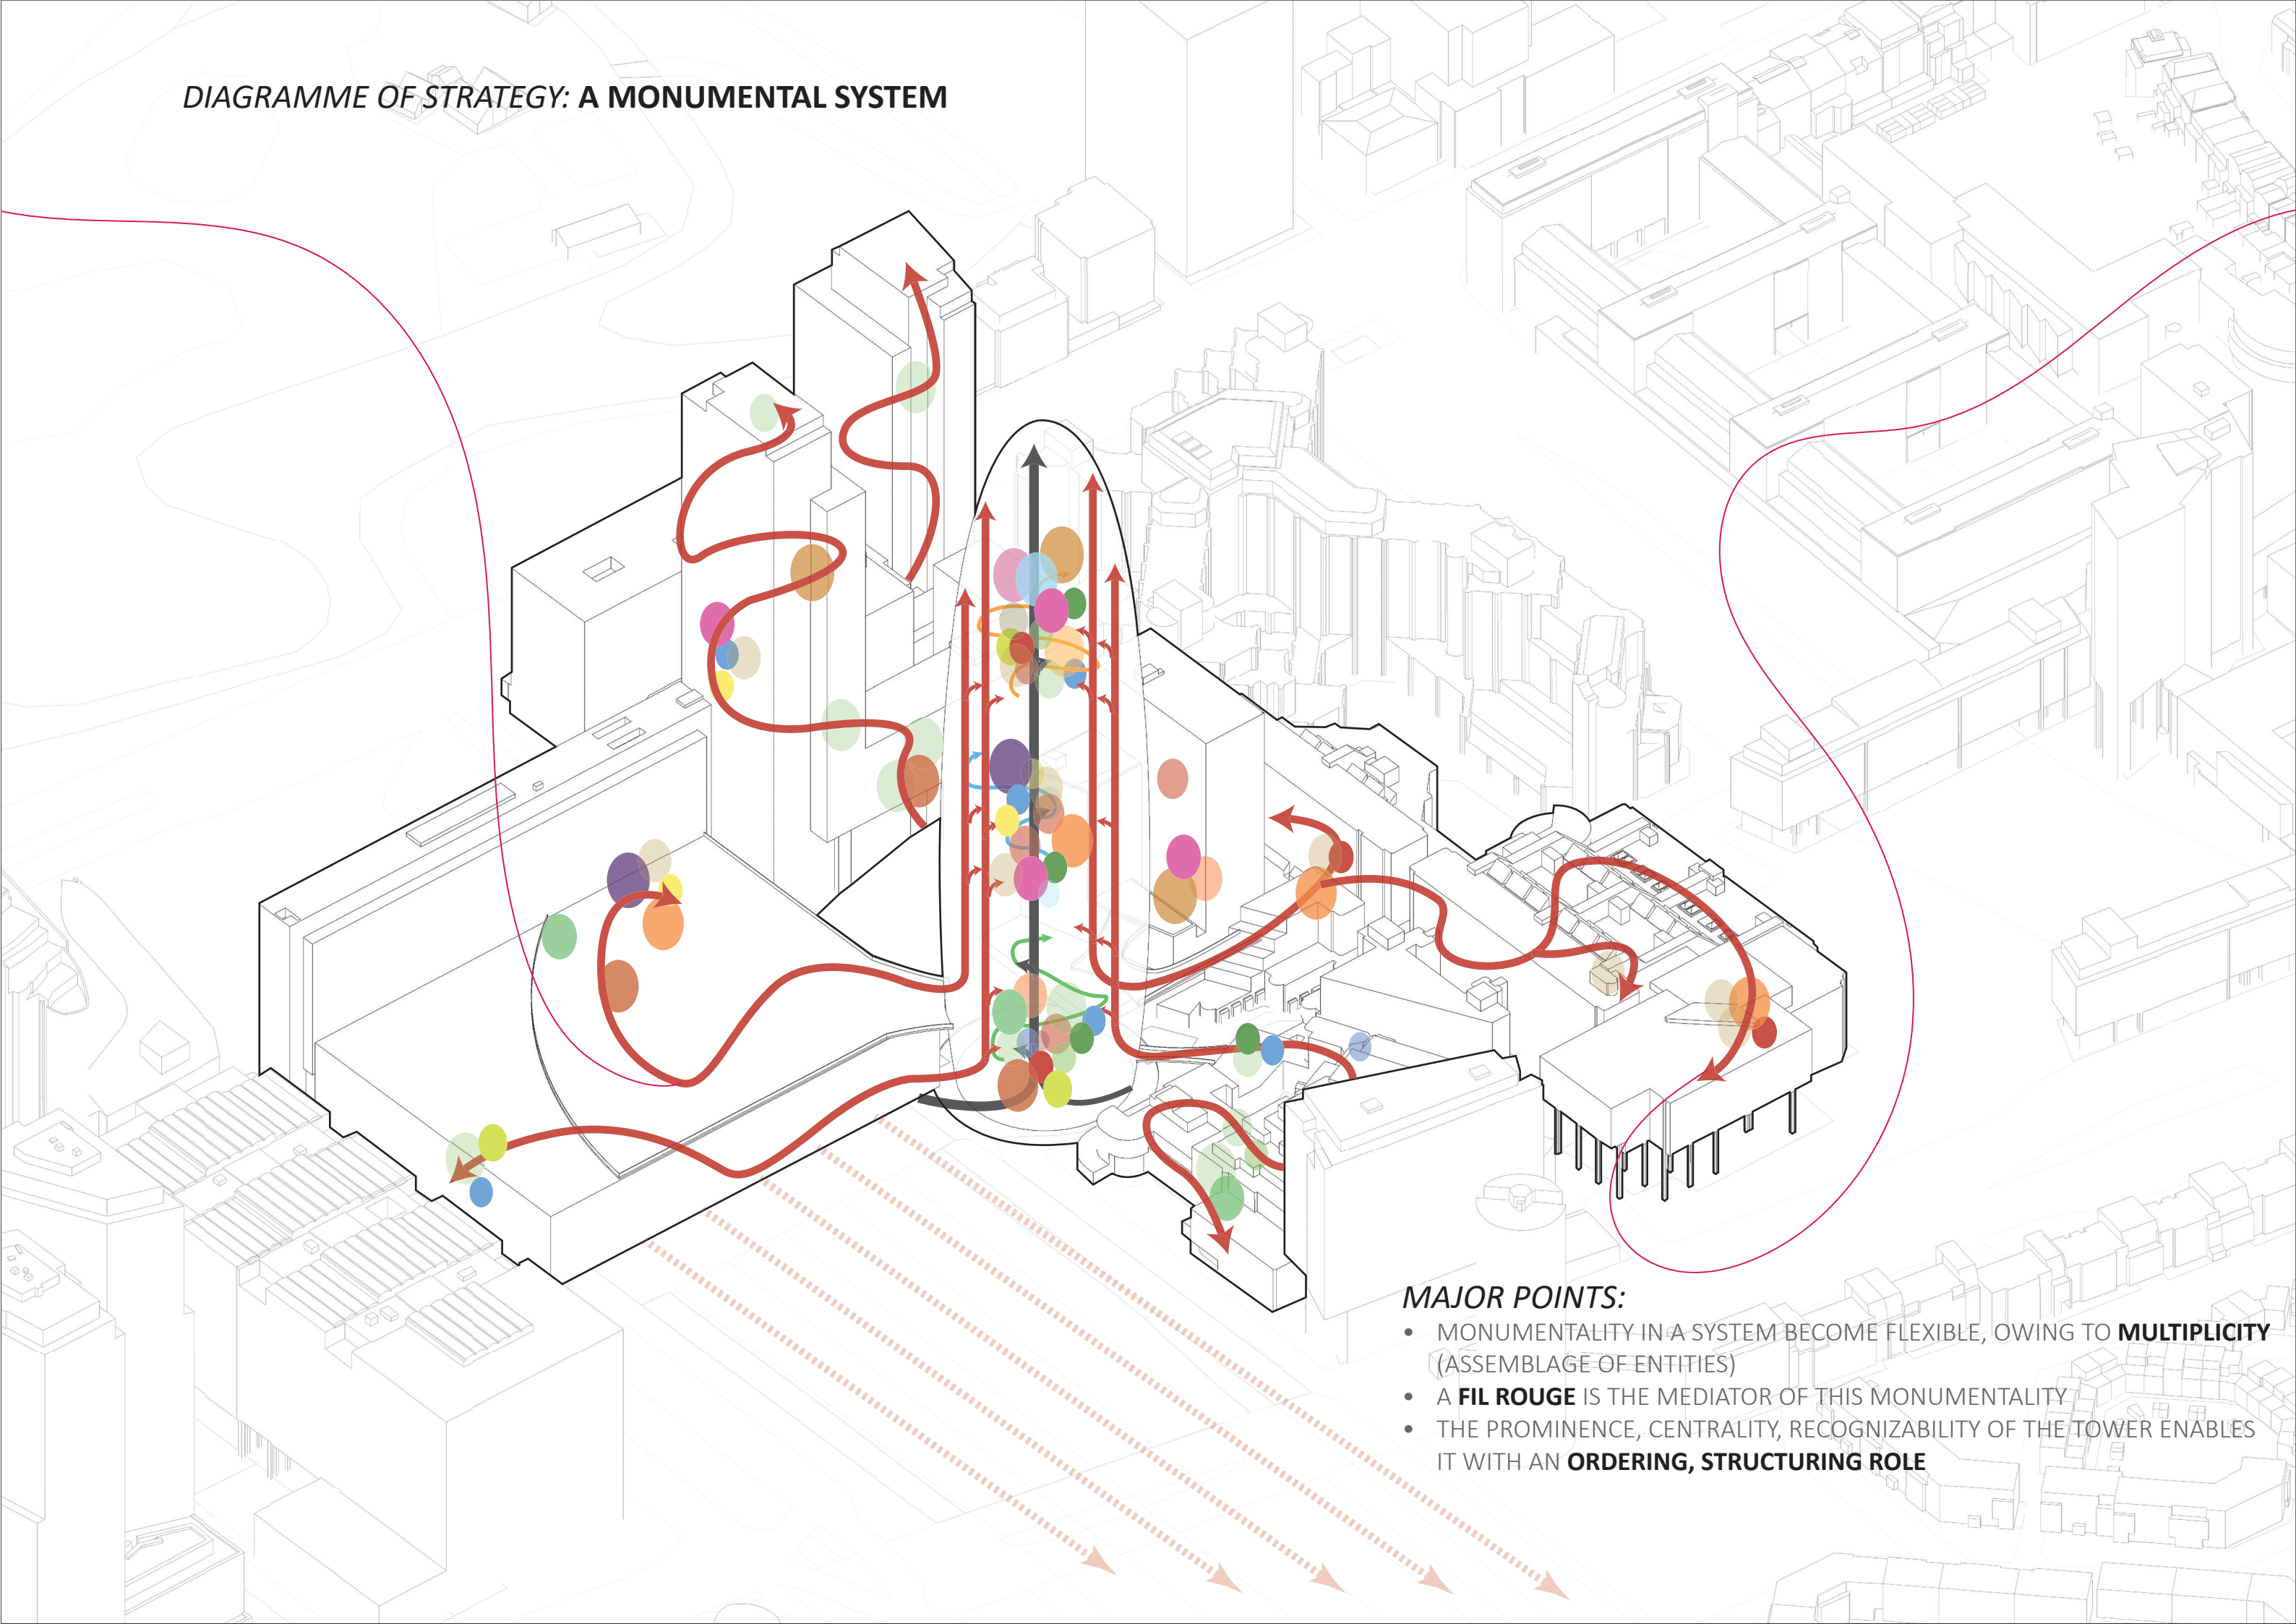 DIAGRAMME OF STRATEGY: A MONUMENTAL SYSTEM
MAJOR POINTS:
• MONUMENTALITY IN A SYSTEM BECOME FLEXIBLE, OWING TO MULTIPLICITY
(ASSEMBLAGE OF ENTITIES)
• A FIL ROUGE IS THE MEDIATOR OF THIS MONUMENTALITY
• THE PROMINENCE, CENTRALITY, RECOGNIZABILITY OF THE TOWER ENABLES
IT WITH AN ORDERING, STRUCTURING ROLE